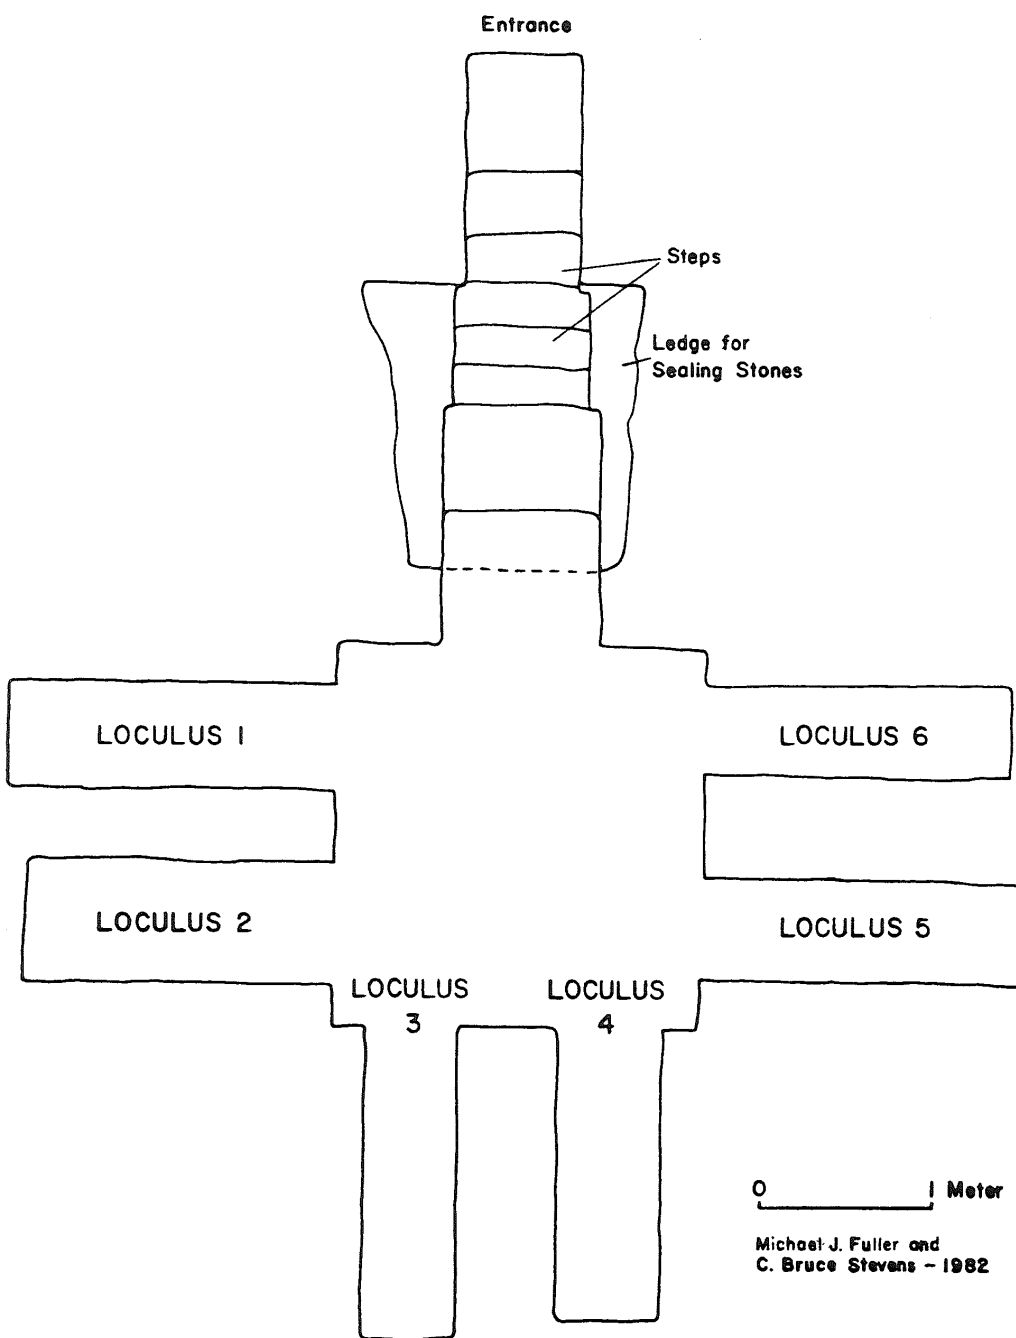 Entrance
Steps
Ledge for
Sealing Stones
LOCULUS 1
LOCULUS 6
LOCULUS 2
LOCULUS 5
LOCULUS
3
LOCULUS
4
0 1 Meter
Michael J. Fuller and
C. Bruce Stevens - 1982